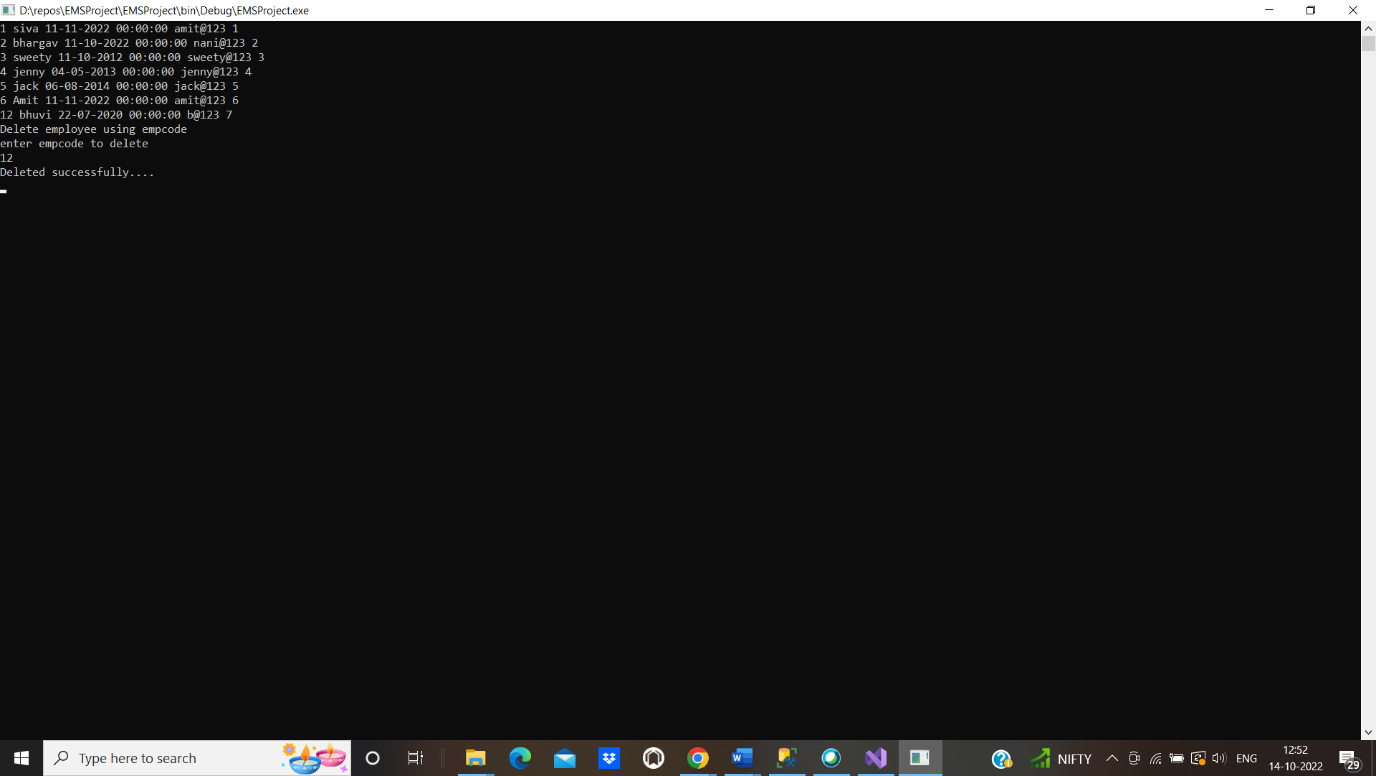 D:\repos\EMSProject\EMSProject\bin\Debug\EMSProject.exe
1 siva 11-11-2022 00:00:00 amit@123 1
2 bhargav 11-10-2022 00:00:00 nani@123 2
3 sweety 11-10-2012 00:00:00 sweety@123 3
4 jenny 04-05-2013 00:00:00 jenny@123 4
5 jack 06-08-2014 00:00:00 jack@123 5
6 Amit 11-11-2022 00:00:00 amit@123 6
12 bhuvi 22-07-2020 00:00:00 b@123 7
Delete employee using empcode
enter empcode to delete
12
Deleted successfully....
Type here to search
NIFTY
ENG
12:52
14-10-2022
29